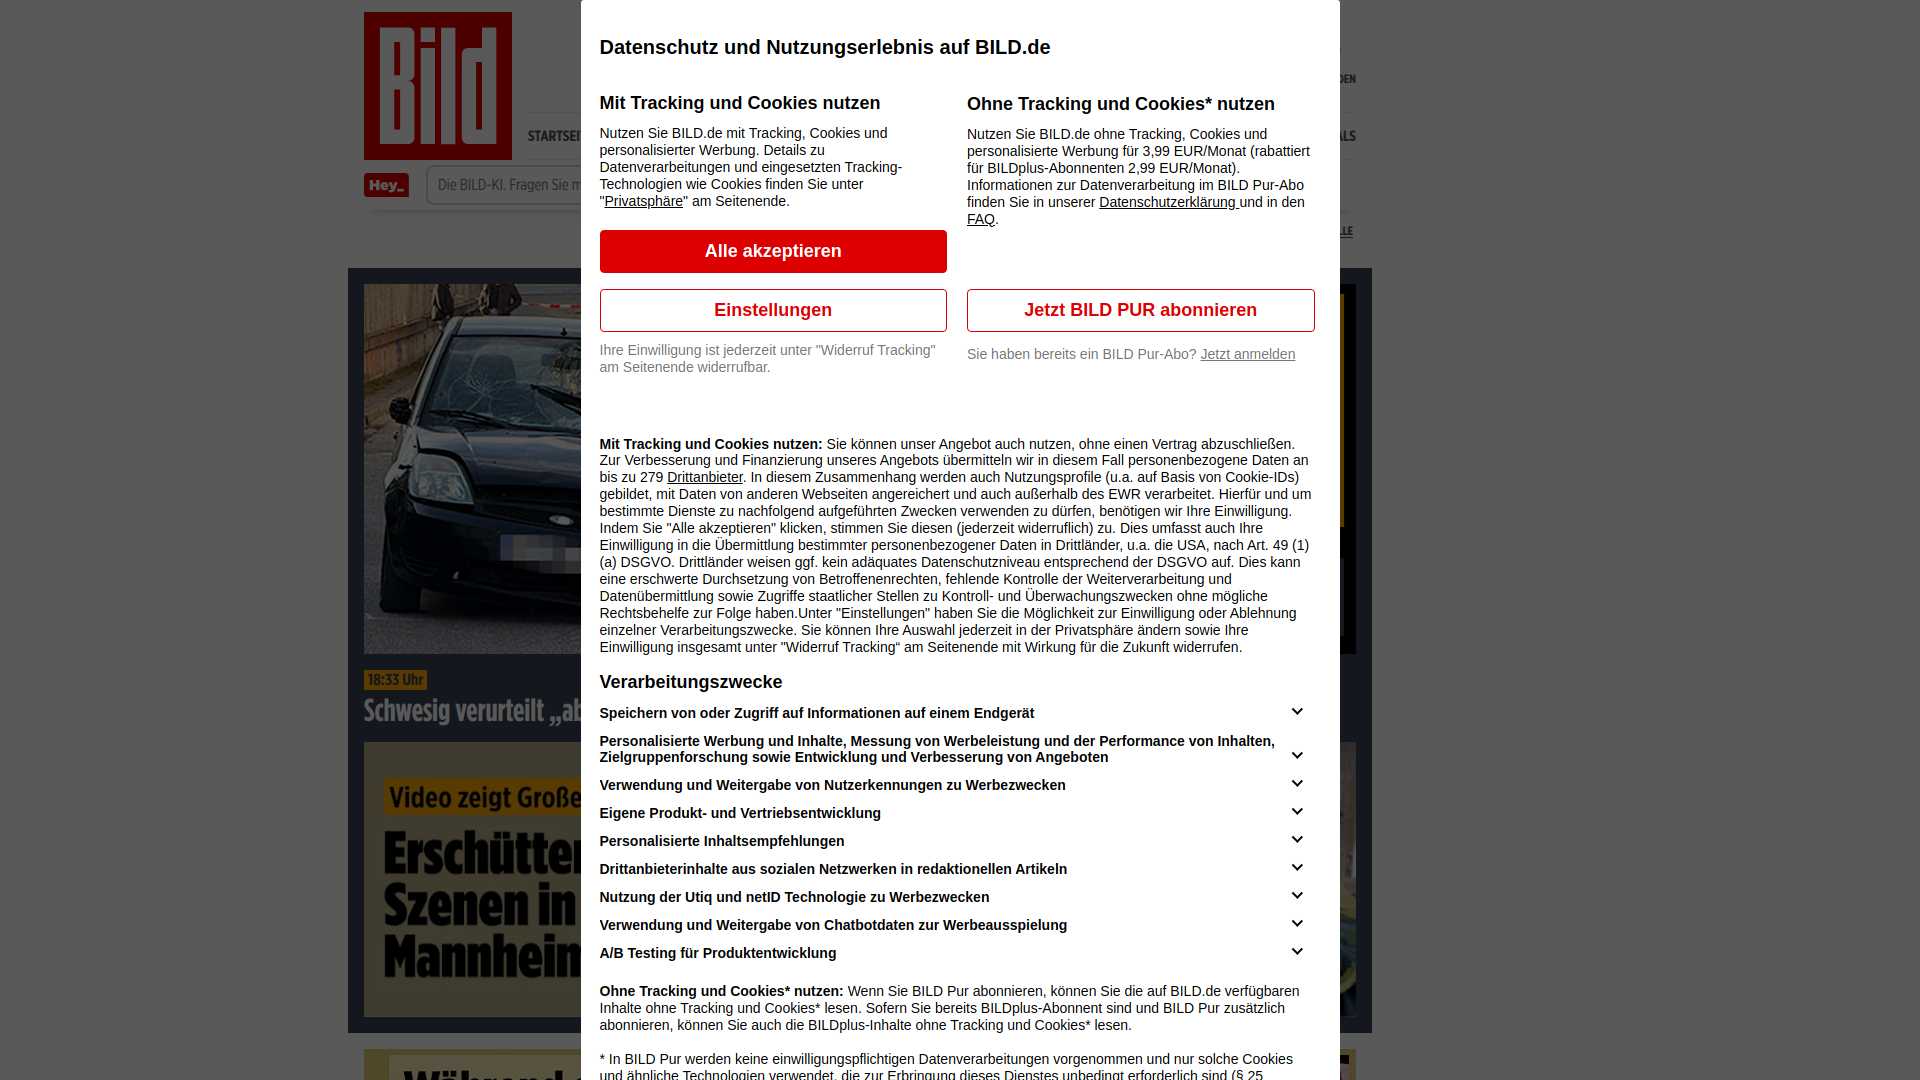 Bild
Datenschutz und Nutzungserlebnis auf BILD.de
Mit Tracking und Cookies nutzen
Nutzen Sie BILD.de mit Tracking, Cookies und
personalisierter Werbung. Details zu
Datenverarbeitungen und eingesetzten Tracking-
Technologien wie Cookies finden Sie unter
"Privatsphäre" am Seitenende.
Alle akzeptieren
Einstellungen
Ihre Einwilligung ist jederzeit unter "Widerruf Tracking"
am Seitenende widerrufbar.
Ohne Tracking und Cookies* nutzen
Nutzen Sie BILD.de ohne Tracking, Cookies und
personalisierte Werbung für 3,99 EUR/Monat (rabattiert
für BILDplus-Abonnenten 2,99 EUR/Monat).
Informationen zur Datenverarbeitung im BILD Pur-Abo
finden Sie in unserer Datenschutzerklärung und in den
FAQ.
Jetzt BILD PUR abonnieren
Sie haben bereits ein BILD Pur-Abo? Jetzt anmelden
Mit Tracking und Cookies nutzen: Sie können unser Angebot auch nutzen, ohne einen Vertrag abzuschließen.
Zur Verbesserung und Finanzierung unseres Angebots übermitteln wir in diesem Fall personenbezogene Daten an
bis zu 279 Drittanbieter. In diesem Zusammenhang werden auch Nutzungsprofile (u.a. auf Basis von Cookie-IDs)
gebildet, mit Daten von anderen Webseiten angereichert und auch außerhalb des EWR verarbeitet. Hierfür und um
bestimmte Dienste zu nachfolgend aufgeführten Zwecken verwenden zu dürfen, benötigen wir Ihre Einwilligung.
Indem Sie "Alle akzeptieren" klicken, stimmen Sie diesen (jederzeit widerruflich) zu. Dies umfasst auch Ihre
Einwilligung in die Übermittlung bestimmter personenbezogener Daten in Drittländer, u.a. die USA, nach Art. 49 (1)
(a) DSGVO. Drittländer weisen ggf. kein adäquates Datenschutzniveau entsprechend der DSGVO auf. Dies kann
eine erschwerte Durchsetzung von Betroffenenrechten, fehlende Kontrolle der Weiterverarbeitung und
Datenübermittlung sowie Zugriffe staatlicher Stellen zu Kontroll- und Überwachungszwecken ohne mögliche
Rechtsbehelfe zur Folge haben.Unter "Einstellungen" haben Sie die Möglichkeit zur Einwilligung oder Ablehnung
einzelner Verarbeitungszwecke. Sie können Ihre Auswahl jederzeit in der Privatsphäre ändern sowie Ihre
Einwilligung insgesamt unter "Widerruf Tracking“ am Seitenende mit Wirkung für die Zukunft widerrufen.
Verarbeitungszwecke
Speichern von oder Zugriff auf Informationen auf einem Endgerät
Personalisierte Werbung und Inhalte, Messung von Werbeleistung und der Performance von Inhalten,
Zielgruppenforschung sowie Entwicklung und Verbesserung von Angeboten
Verwendung und Weitergabe von Nutzerkennungen zu Werbezwecken
Eigene Produkt- und Vertriebsentwicklung
Personalisierte Inhaltsempfehlungen
Drittanbieterinhalte aus sozialen Netzwerken in redaktionellen Artikeln
Nutzung der Utiq und netID Technologie zu Werbezwecken
Verwendung und Weitergabe von Chatbotdaten zur Werbeausspielung
A/B Testing für Produktentwicklung
Ohne Tracking und Cookies* nutzen: Wenn Sie BILD Pur abonnieren, können Sie die auf BILD.de verfügbaren
Inhalte ohne Tracking und Cookies* lesen. Sofern Sie bereits BILDplus-Abonnent sind und BILD Pur zusätzlich
abonnieren, können Sie auch die BILDplus-Inhalte ohne Tracking und Cookies* lesen.
* In BILD Pur werden keine einwilligungspflichtigen Datenverarbeitungen vorgenommen und nur solche Cookies
und ähnliche Technologien verwendet, die zur Erbringung dieses Dienstes unbedingt erforderlich sind (§ 25
STARTSEI
Hey_
Die BILD-KI. Fragen Sie m
18:33 Uhr
Schwesig verurteilt „ab
Video zeigt Große
Erschütter
Szenen in
Mannheim